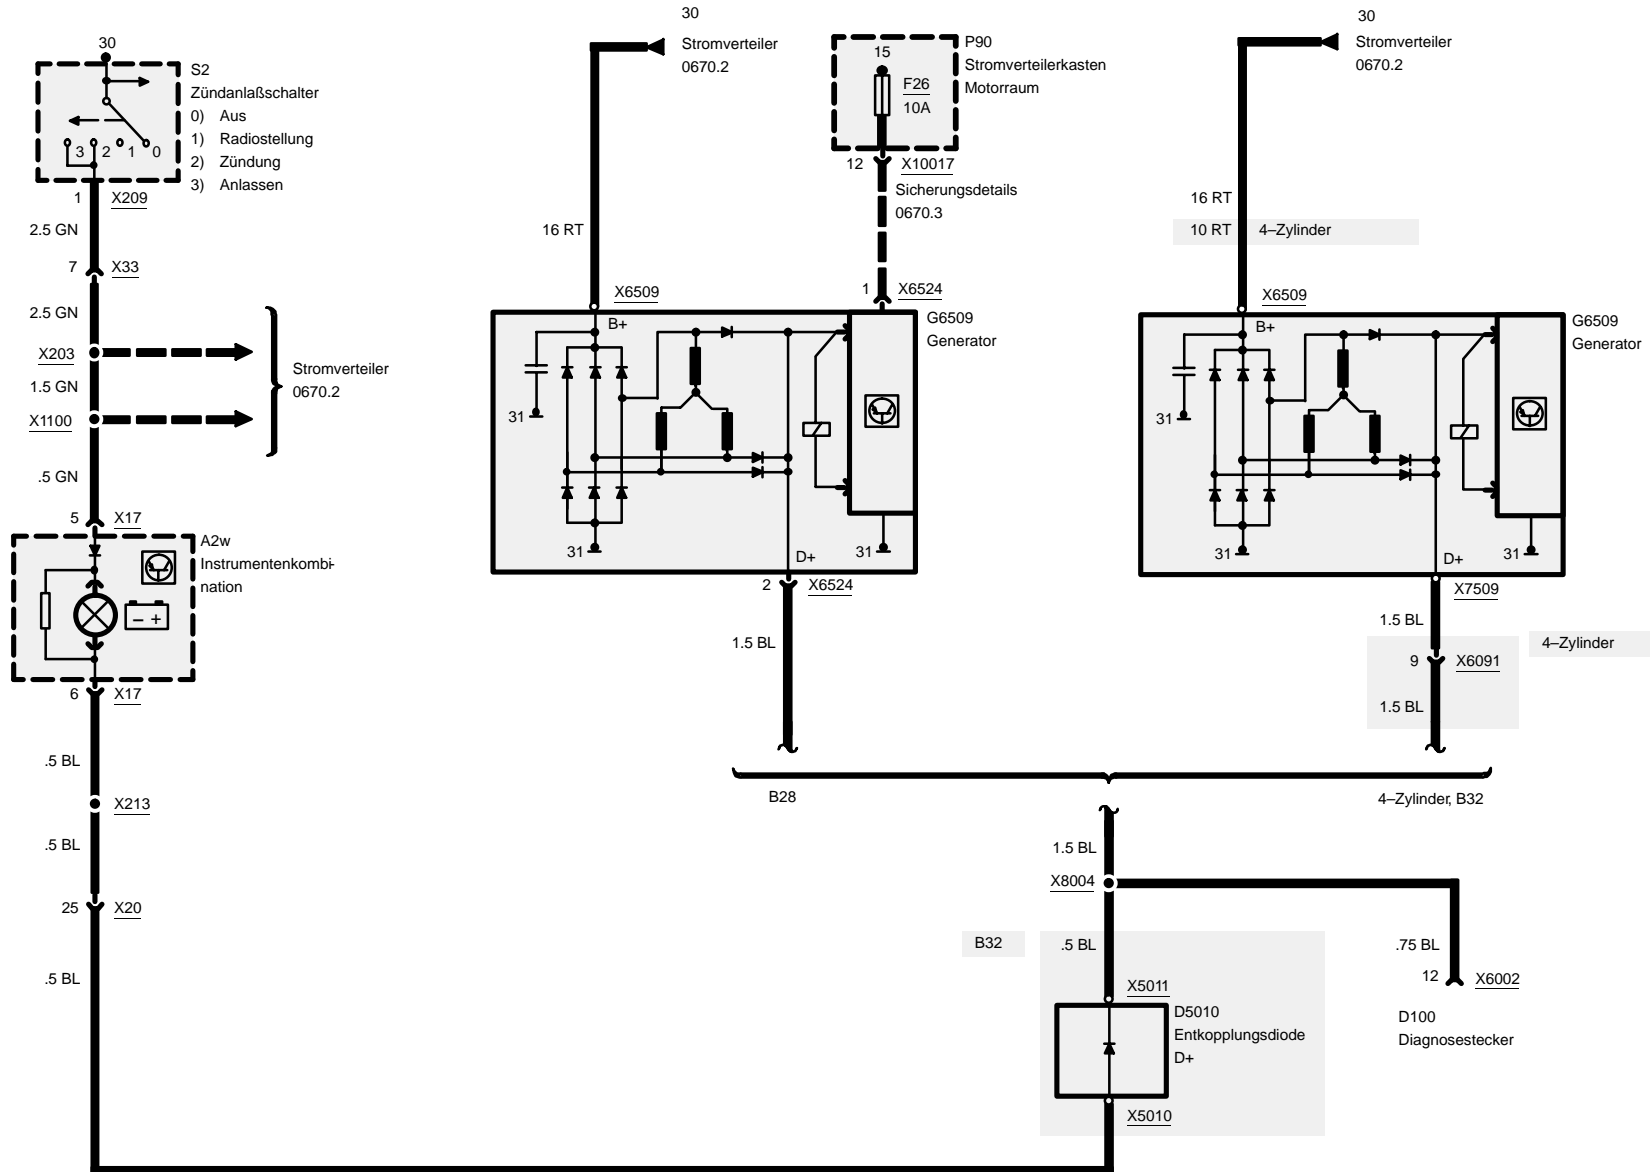 30
S2
Zündanlaßschalter
0) Aus
1) Radiostellung
2) Zündung
3) Anlassen
3 2 1 0
1 X209
2.5 GN
7 X33
2.5 GN
X203
1.5 GN
X1100
Stromverteiler
0670.2
.5 GN
5 X17
A2w
Instrumentenkombi-
nation
– +
6 X17
.5 BL
X213
.5 BL
25 X20
.5 BL
30
Stromverteiler
0670.2
16 RT
X6509
B+
31
31
D+
31
G6509
Generator
2 X6524
1.5 BL
15
F26
10A
P90
Stromverteilerkasten
Motorraum
12 X10017
Sicherungsdetails
0670.3
1 X6524
30
Stromverteiler
0670.2
16 RT
10 RT 4–Zylinder
X6509
B+
31
31
D+
31
G6509
Generator
X7509
1.5 BL
4–Zylinder
9 X6091
1.5 BL
B28
4–Zylinder, B32
1.5 BL
X8004
B32
.5 BL
.75 BL
12 X6002
D100
Diagnosestecker
X5011
D5010
Entkopplungsdiode
D+
X5010